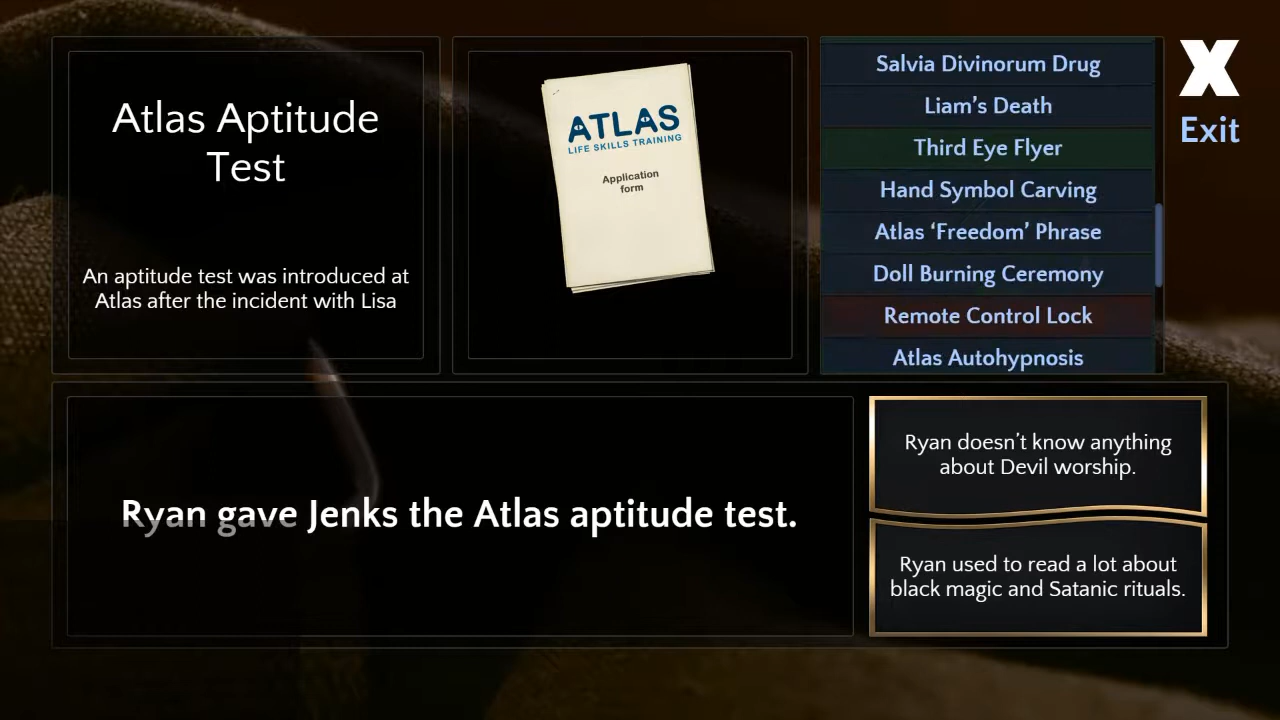 Atlas Aptitude
Test
An aptitude test was introduced at
Atlas after the incident with Lisa
ATLAS
LIFE SKILLS TRAINING
Application
form
Salvia Divinorum Drug
Liam's Death
Third Eye Flyer
Hand Symbol Carving
Atlas ‘Freedom’ Phrase
Doll Burning Ceremony
Remote Control Lock
Atlas Autohypnosis
X
Exit
Ryan gave Jenks the Atlas aptitude test.
Ryan doesn't know anything
about Devil worship.
Ryan used to read a lot about
black magic and Satanic rituals.